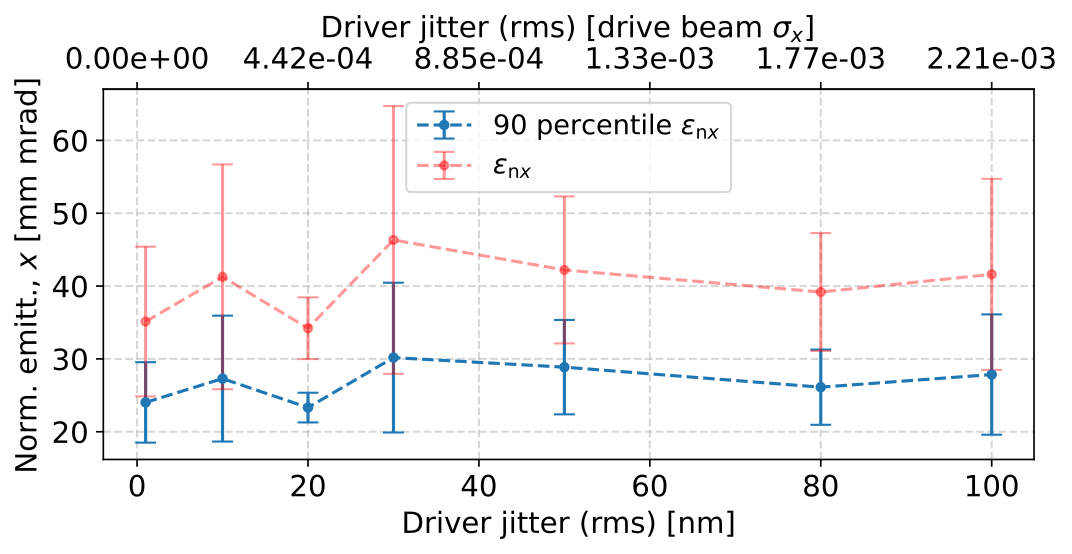 Driver jitter (rms) [drive beam σx]
0.00e+00 4.42e-04 8.85e-04 1.33e-03 1.77e-03 2.21e-03
Norm. emitt., x [mm mrad]
60
50
40
30
20
90 percentile εnx
εnx
0 20 40 60 80 100
Driver jitter (rms) [nm]